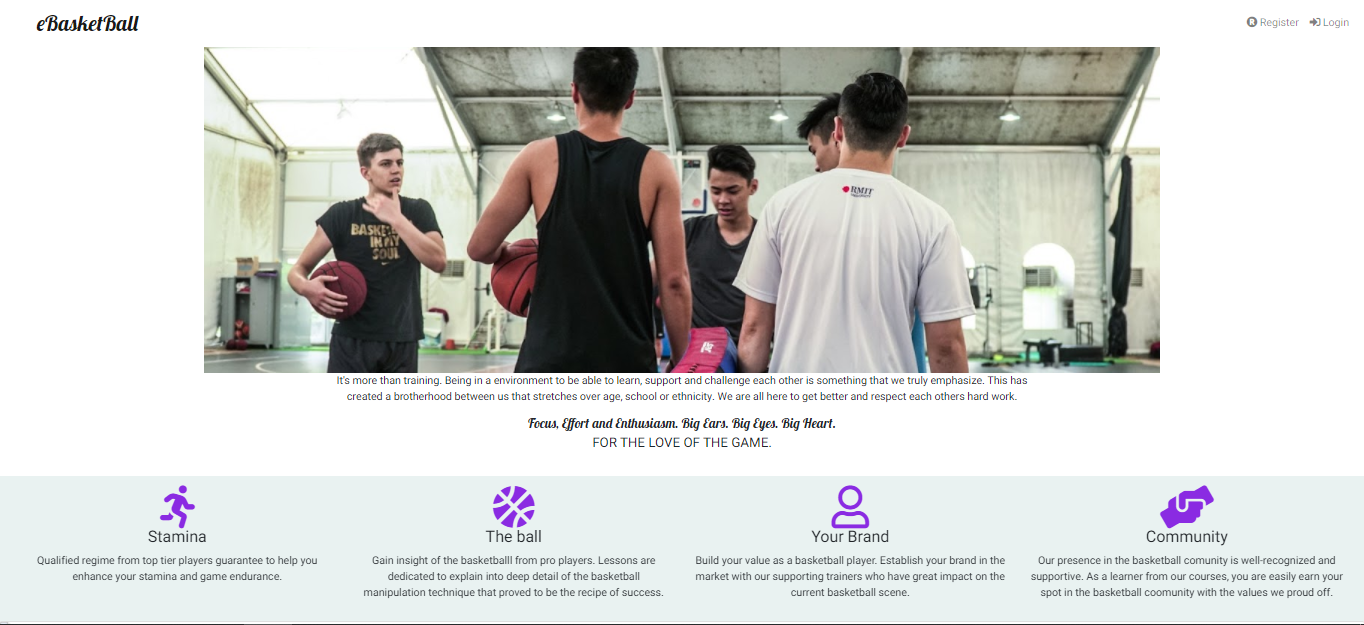 eBasketBall
Register
Login
BASKE
IN MY
SOUL
RMIT
It's more than training. Being in a environment to be able to learn, support and challenge each other is something that we truly emphasize. This has
created a brotherhood between us that stretches over age, school or ethnicity. We are all here to get better and respect each others hard work.
Focus, Effort and Enthusiasm. Big Ears. Big Eyes. Big Heart.
FOR THE LOVE OF THE GAME.
Stamina
Qualified regime from top tier players guarantee to help you
enhance your stamina and game endurance.
The ball
Gain insight of the basketballl from pro players. Lessons are
dedicated to explain into deep detail of the basketball
manipulation technique that proved to be the recipe of success.
Your Brand
Build your value as a basketball player. Establish your brand in the
market with our supporting trainers who have great impact on the
current basketball scene.
Community
Our presence in the basketball comunity is well-recognized and
supportive. As a learner from our courses, you are easily earn your
spot in the basketball coomunity with the values we proud off.